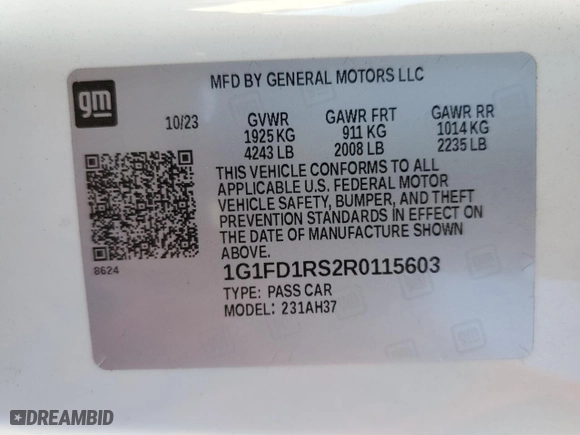 gm
MFD BY GENERAL MOTORS LLC
10/23 GVWR GAWR FRT GAWR RR
1925 KG 911 KG 1014 KG
4243 LB 2008 LB 2235 LB
THIS VEHICLE CONFORMS TO ALL
APPLICABLE U.S. FEDERAL MOTOR
VEHICLE SAFETY, BUMPER, AND THEFT
PREVENTION STANDARDS IN EFFECT ON
THE DATE OF MANUFACTURE SHOWN
ABOVE.
8624
1G1FD1RS2R0115603
TYPE: PASS CAR
MODEL: 231AH37
DREAMBID